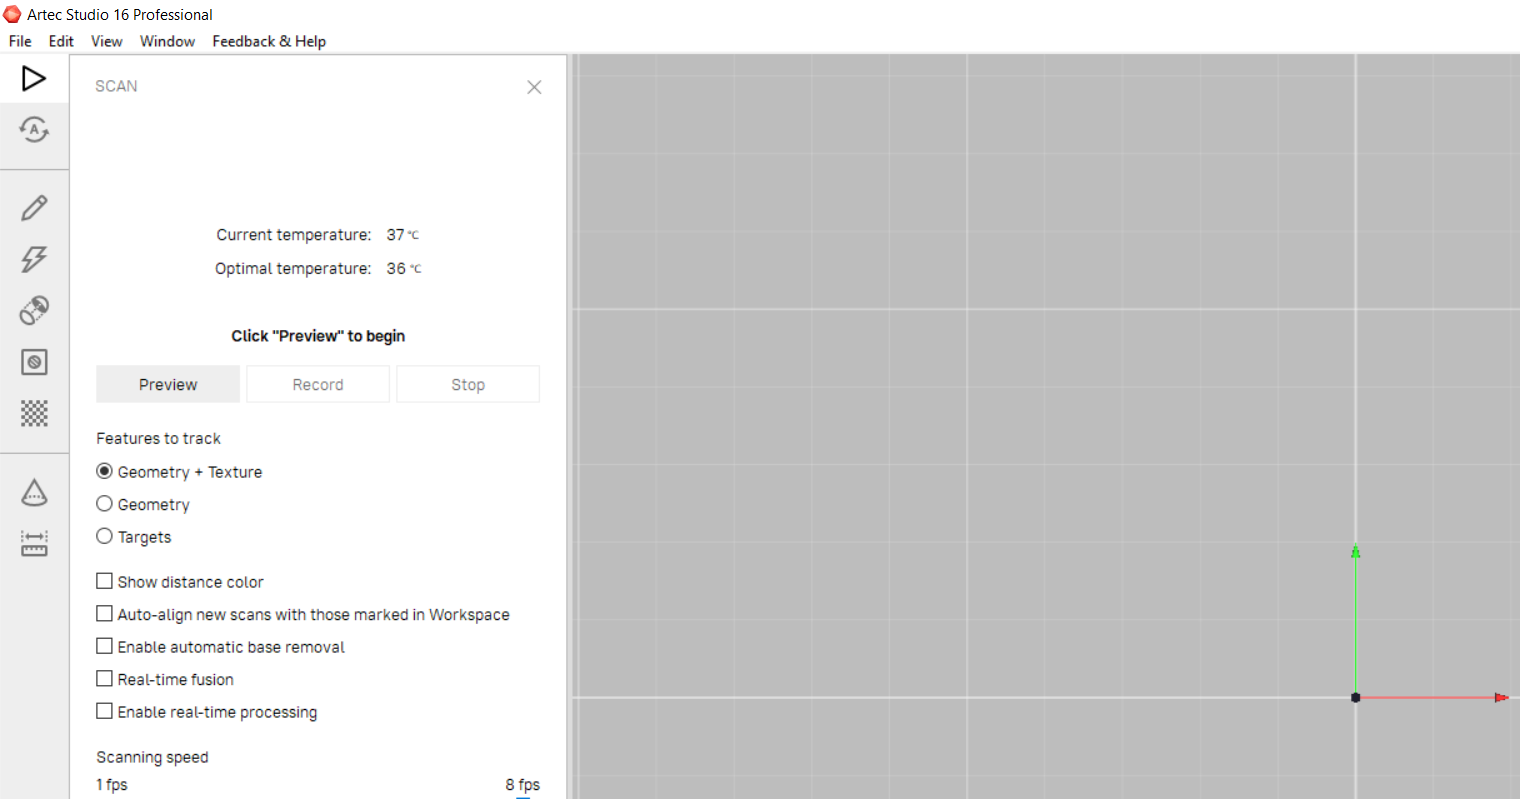 Artec Studio 16 Professional
File Edit View Window Feedback & Help
SCAN
A
Current temperature: 37 °C
Optimal temperature: 36 °C
Click "Preview" to begin
Preview Record Stop
Features to track
Geometry + Texture
Geometry
Targets
Show distance color
Auto-align new scans with those marked in Workspace
Enable automatic base removal
Real-time fusion
Enable real-time processing
Scanning speed
1 fps 8 fps